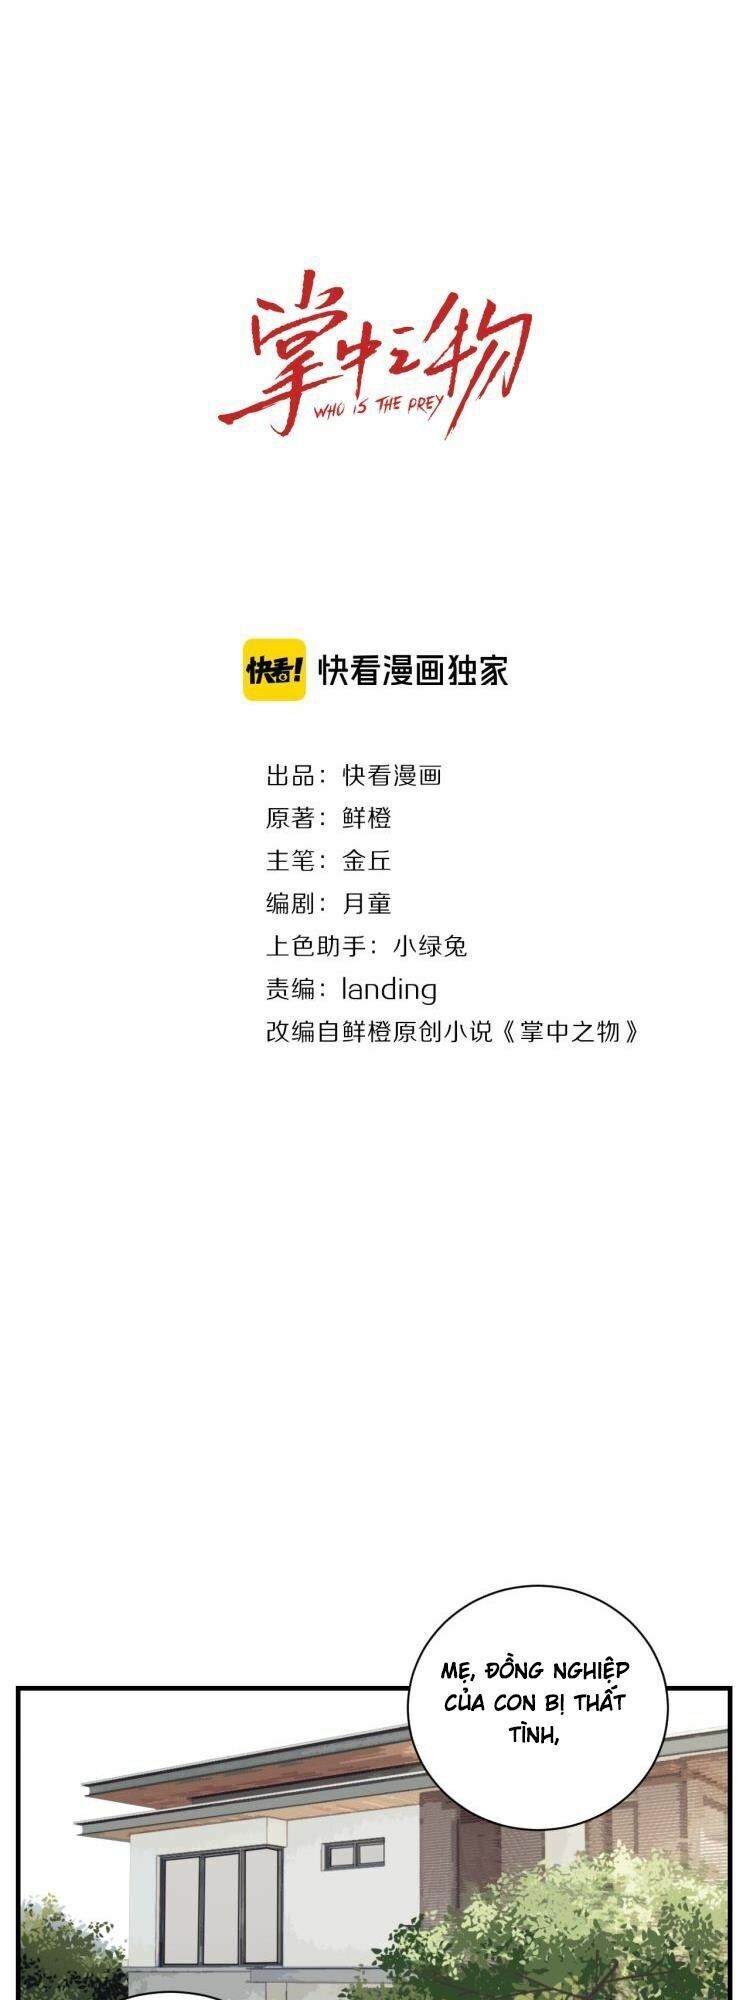 掌中之物
WHO IS THE PREY
快看! 快看漫画独家
出品：快看漫画
原著：鲜橙
主笔：金丘
编剧：月童
上色助手：小绿兔
责编：landing
改编自鲜橙原创小说《掌中之物》
MẸ, ĐỒNG NGHIỆP
CỦA CON BỊ THẤT
TÌNH,